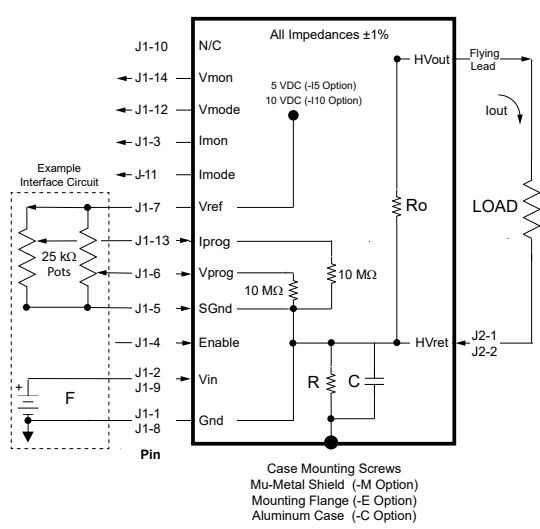 All Impedances ±1%
J1-10 N/C
HVout
Flying
Lead
J1-14 Vmon
5 VDC (-I5 Option)
10 VDC (-I10 Option)
J1-12 Vmode
Iout
J1-3 Imon
Example
Interface Circuit
J-11 Imode
J1-7 Vref
Ro
LOAD
J1-13 Iprog
25 kΩ
Pots
J1-6 Vprog
10 MΩ
10 MΩ
J1-5 SGnd
J1-4 Enable
HVret
J2-1
J2-2
J1-2
J1-9
Vin
R
C
+
F
J1-1
J1-8
Gnd
Pin
Case Mounting Screws
Mu-Metal Shield (-M Option)
Mounting Flange (-E Option)
Aluminum Case (-C Option)